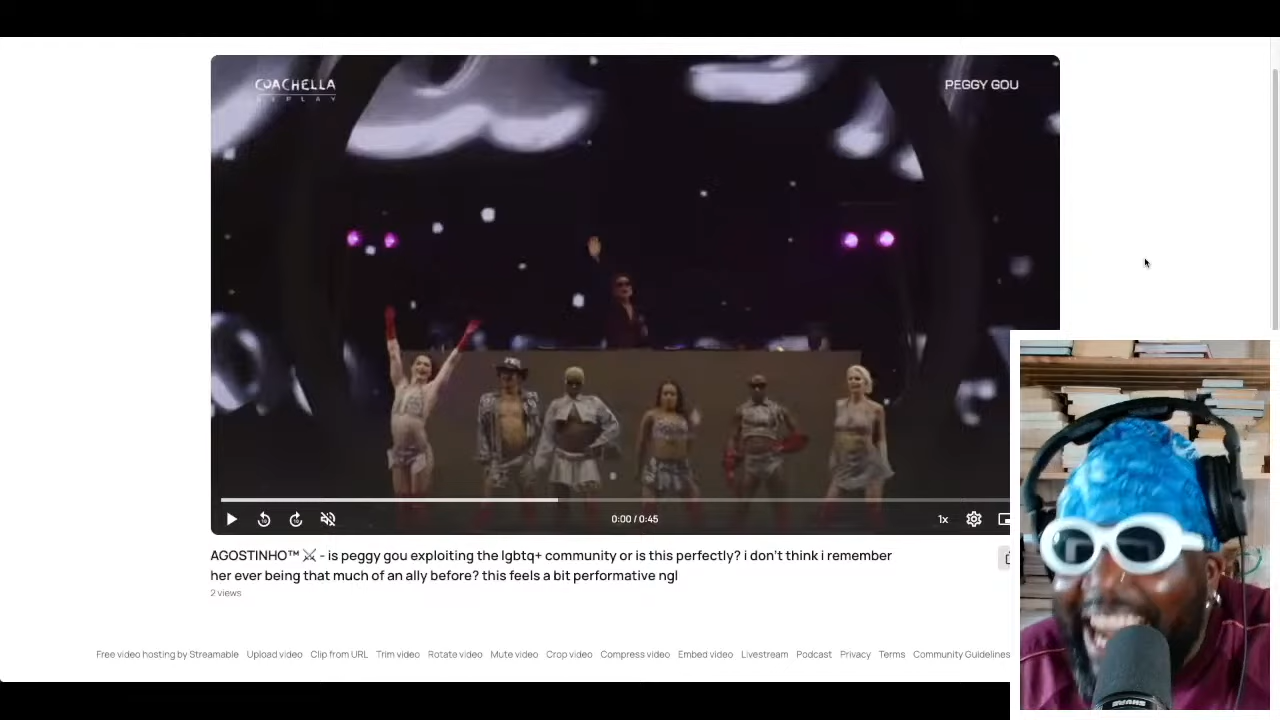 COACHELLA
REPLAY
PEGGY GOU
0:00 / 0:45
1x
AGOSTINHO™ ⚔ - is peggy gou exploiting the lgbtq+ community or is this perfectly? i don't think i remember
her ever being that much of an ally before? this feels a bit performative ngl
2 views
Free video hosting by Streamable Upload video Clip from URL Trim video Rotate video Mute video Crop video Compress video Embed video Livestream Podcast Privacy Terms Community Guidelines
SHURE